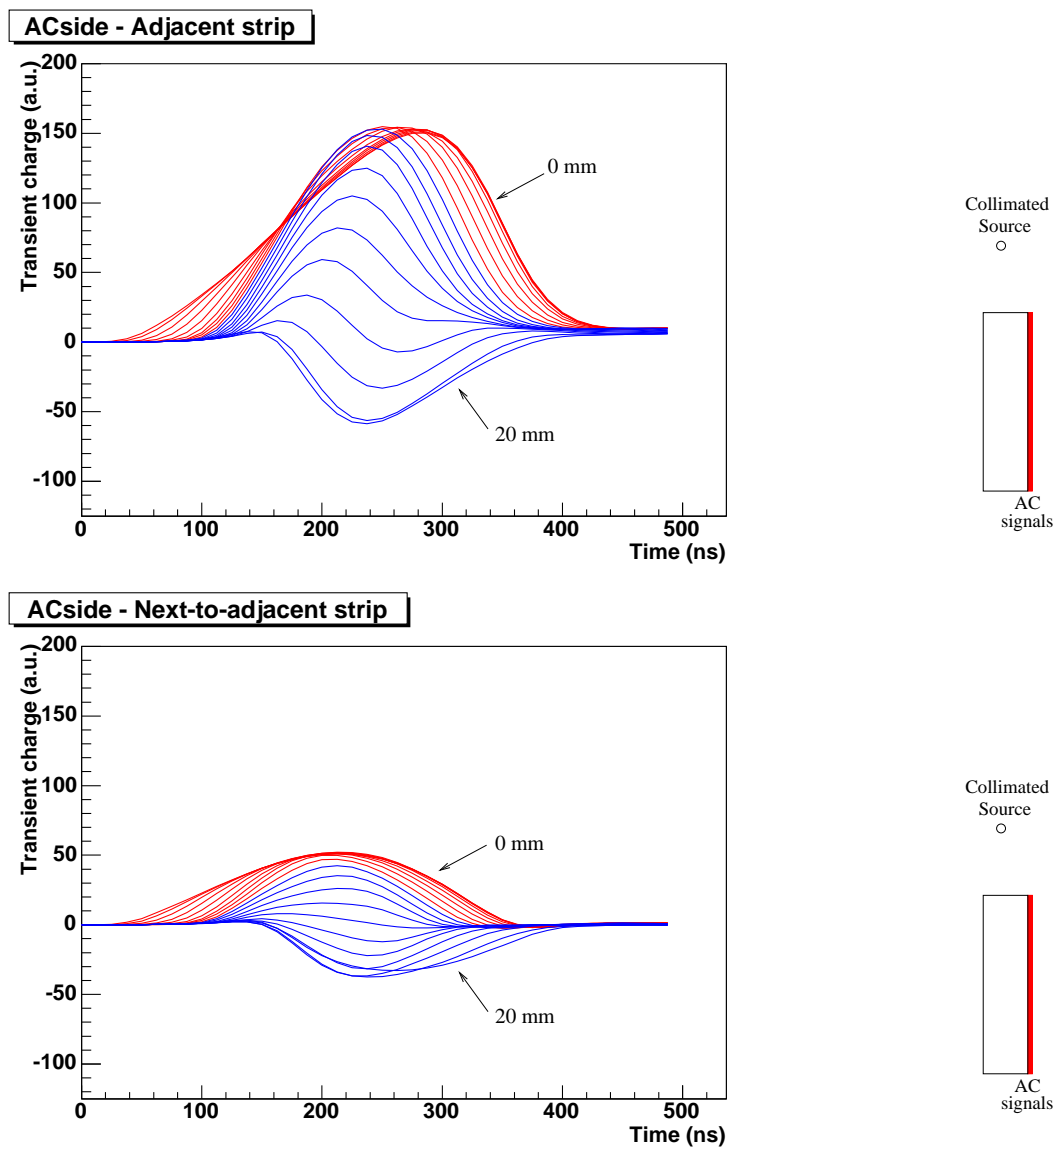 ACside - Adjacent strip
Transient charge (a.u.)
200
150
100
50
0
-50
-100
0 mm
20 mm
0 100 200 300 400 500
Time (ns)
Collimated
Source
AC
signals
ACside - Next-to-adjacent strip
Transient charge (a.u.)
200
150
100
50
0
-50
-100
0 mm
20 mm
0 100 200 300 400 500
Time (ns)
Collimated
Source
AC
signals